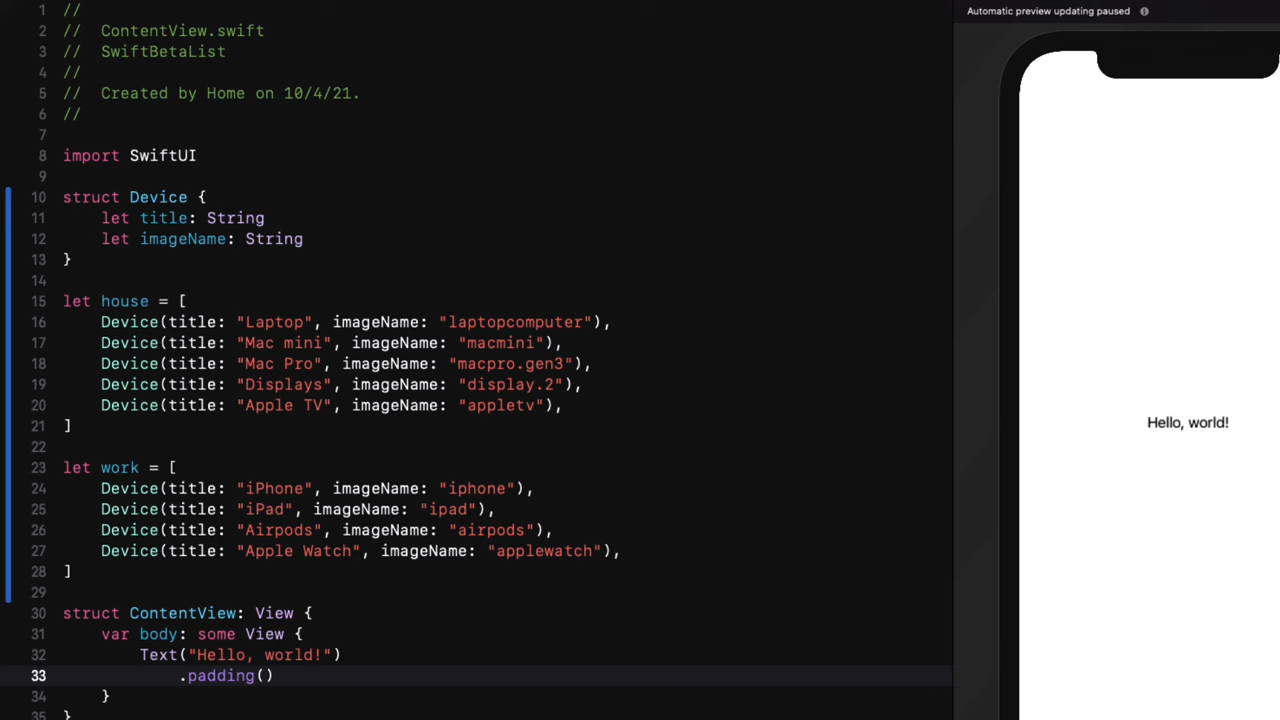 1 //
2 //  ContentView.swift
3 //  SwiftBetaList
4 //
5 //  Created by Home on 10/4/21.
6 //
7
8 import SwiftUI
9
10 struct Device {
11     let title: String
12     let imageName: String
13 }
14
15 let house = [
16     Device(title: "Laptop", imageName: "laptopcomputer"),
17     Device(title: "Mac mini", imageName: "macmini"),
18     Device(title: "Mac Pro", imageName: "macpro.gen3"),
19     Device(title: "Displays", imageName: "display.2"),
20     Device(title: "Apple TV", imageName: "appletv"),
21 ]
22
23 let work = [
24     Device(title: "iPhone", imageName: "iphone"),
25     Device(title: "iPad", imageName: "ipad"),
26     Device(title: "Airpods", imageName: "airpods"),
27     Device(title: "Apple Watch", imageName: "applewatch"),
28 ]
29
30 struct ContentView: View {
31     var body: some View {
32         Text("Hello, world!")
33             .padding()
34     }
35 }
Automatic preview updating paused
Hello, world!